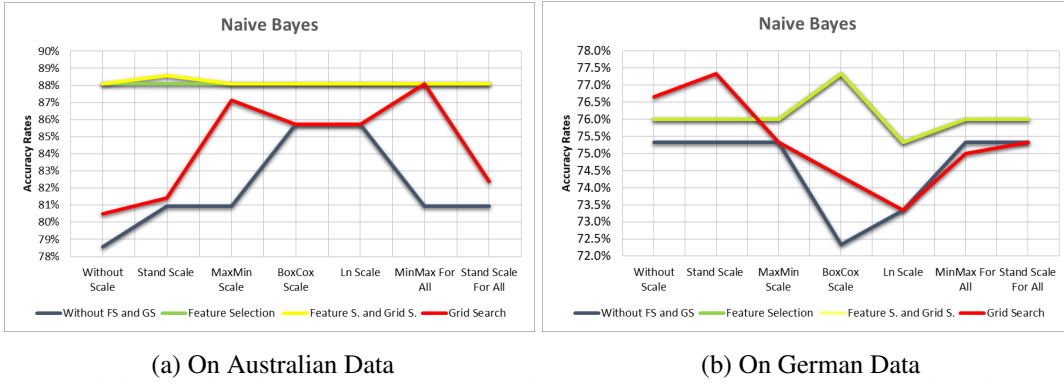 Naive Bayes
Accuracy Rates
90%
89%
88%
87%
86%
85%
84%
83%
82%
81%
80%
79%
78%
Without Scale
Stand Scale
MaxMin Scale
BoxCox Scale
Ln Scale
MinMax For All
Stand Scale For All
Without FS and GS
Feature Selection
Feature S. and Grid S.
Grid Search
(a) On Australian Data
Naive Bayes
Accuracy Rates
78.0%
77.5%
77.0%
76.5%
76.0%
75.5%
75.0%
74.5%
74.0%
73.5%
73.0%
72.5%
72.0%
Without Scale
Stand Scale
MaxMin Scale
BoxCox Scale
Ln Scale
MinMax For All
Stand Scale For All
Without FS and GS
Feature Selection
Feature S. and Grid S.
Grid Search
(b) On German Data